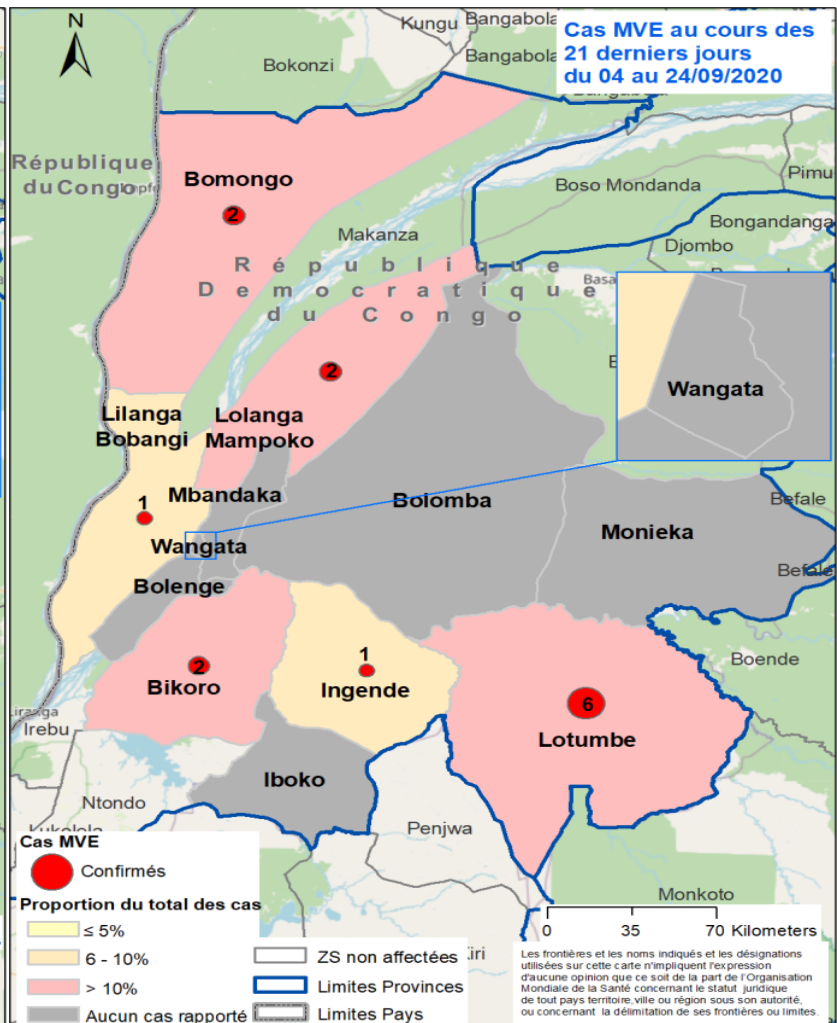 N
Kungu
Bangabola
Cas MVE au cours des
21 derniers jours
du 04 au 24/09/2020
Bangabola
Bokonzi
République
du Congo
Bomongo
2
Boso Mondanda
Pimu
Bongandanga
Makanza
Djombo
République
Democratique
du Congo
2
Wangata
Lilanga
Bobangi
Lolanga
Mampoko
1
Mbandaka
Bolomba
Befale
Monieka
Wangata
Bolenge
Befale
2
Bikoro
1
Ingende
Boende
6
Lotumbe
Irebu
Iboko
Ntondo
Penjwa
Monkoto
Cas MVE
Confirmés
Proportion du total des cas
≤ 5%
6 - 10%
> 10%
Aucun cas rapporté
ZS non affectées
Limites Provinces
Limites Pays
0 35 70 Kilometers
Les frontières et les noms indiqués et les désignations
utilisées sur cette carte n'impliquent l'expression
d'aucune opinion que ce soit de la part de l'Organisation
Mondiale de la Santé concernant le statut juridique
de tout pays territoire, ville ou région sous son autorité,
ou concernant la délimitation de ses frontières ou limites.